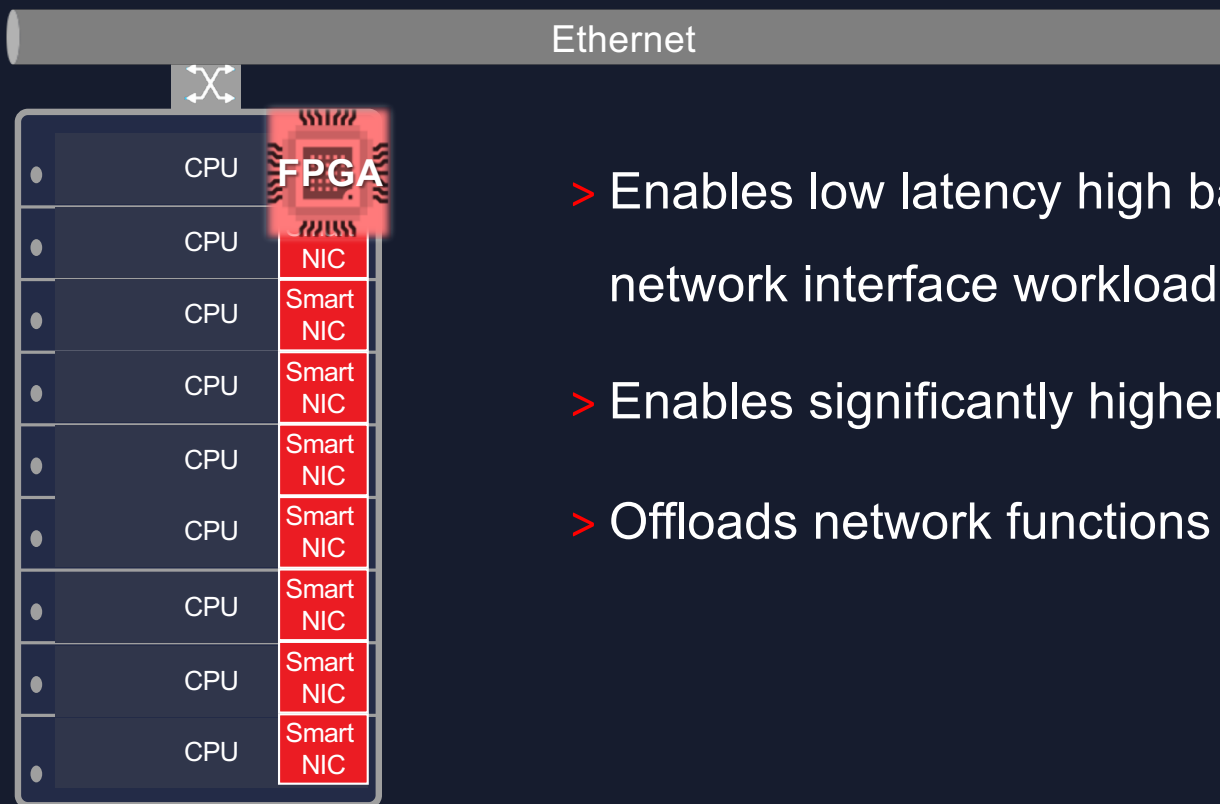 Ethernet
CPU
FPGA
CPU
NIC
CPU
Smart
NIC
CPU
Smart
NIC
CPU
Smart
NIC
CPU
Smart
NIC
CPU
Smart
NIC
CPU
Smart
NIC
CPU
Smart
NIC
> Enables low latency high
network interface workload
> Enables significantly higher
> Offloads network functions